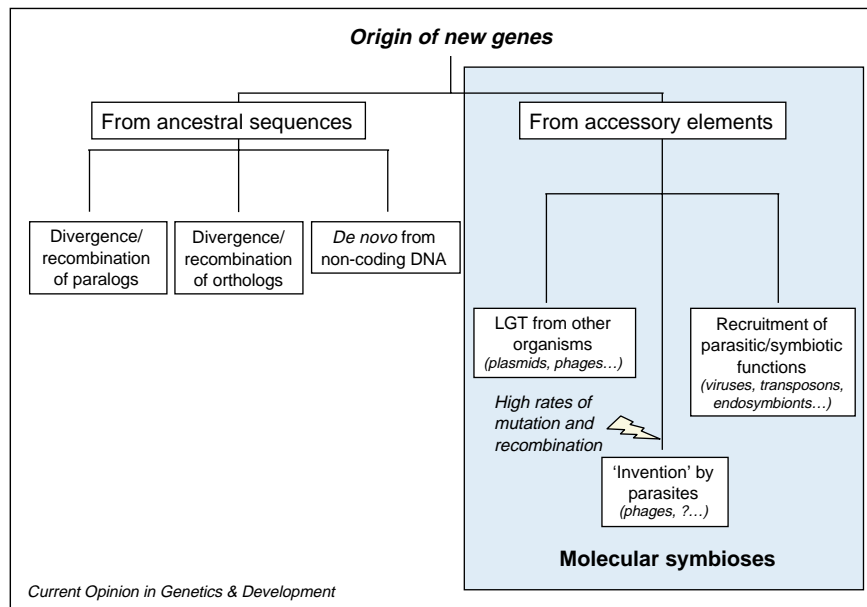 Origin of new genes
From ancestral sequences
From accessory elements
Divergence/
recombination
of paralogs
Divergence/
recombination
of orthologs
De novo from
non-coding DNA
LGT from other
organisms
(plasmids, phages…)
Recruitment of
parasitic/symbiotic
functions
(viruses, transposons,
endosymbionts…)
High rates of
mutation and
recombination
‘Invention’ by
parasites
(phages, ?…)
Molecular symbioses
Current Opinion in Genetics & Development